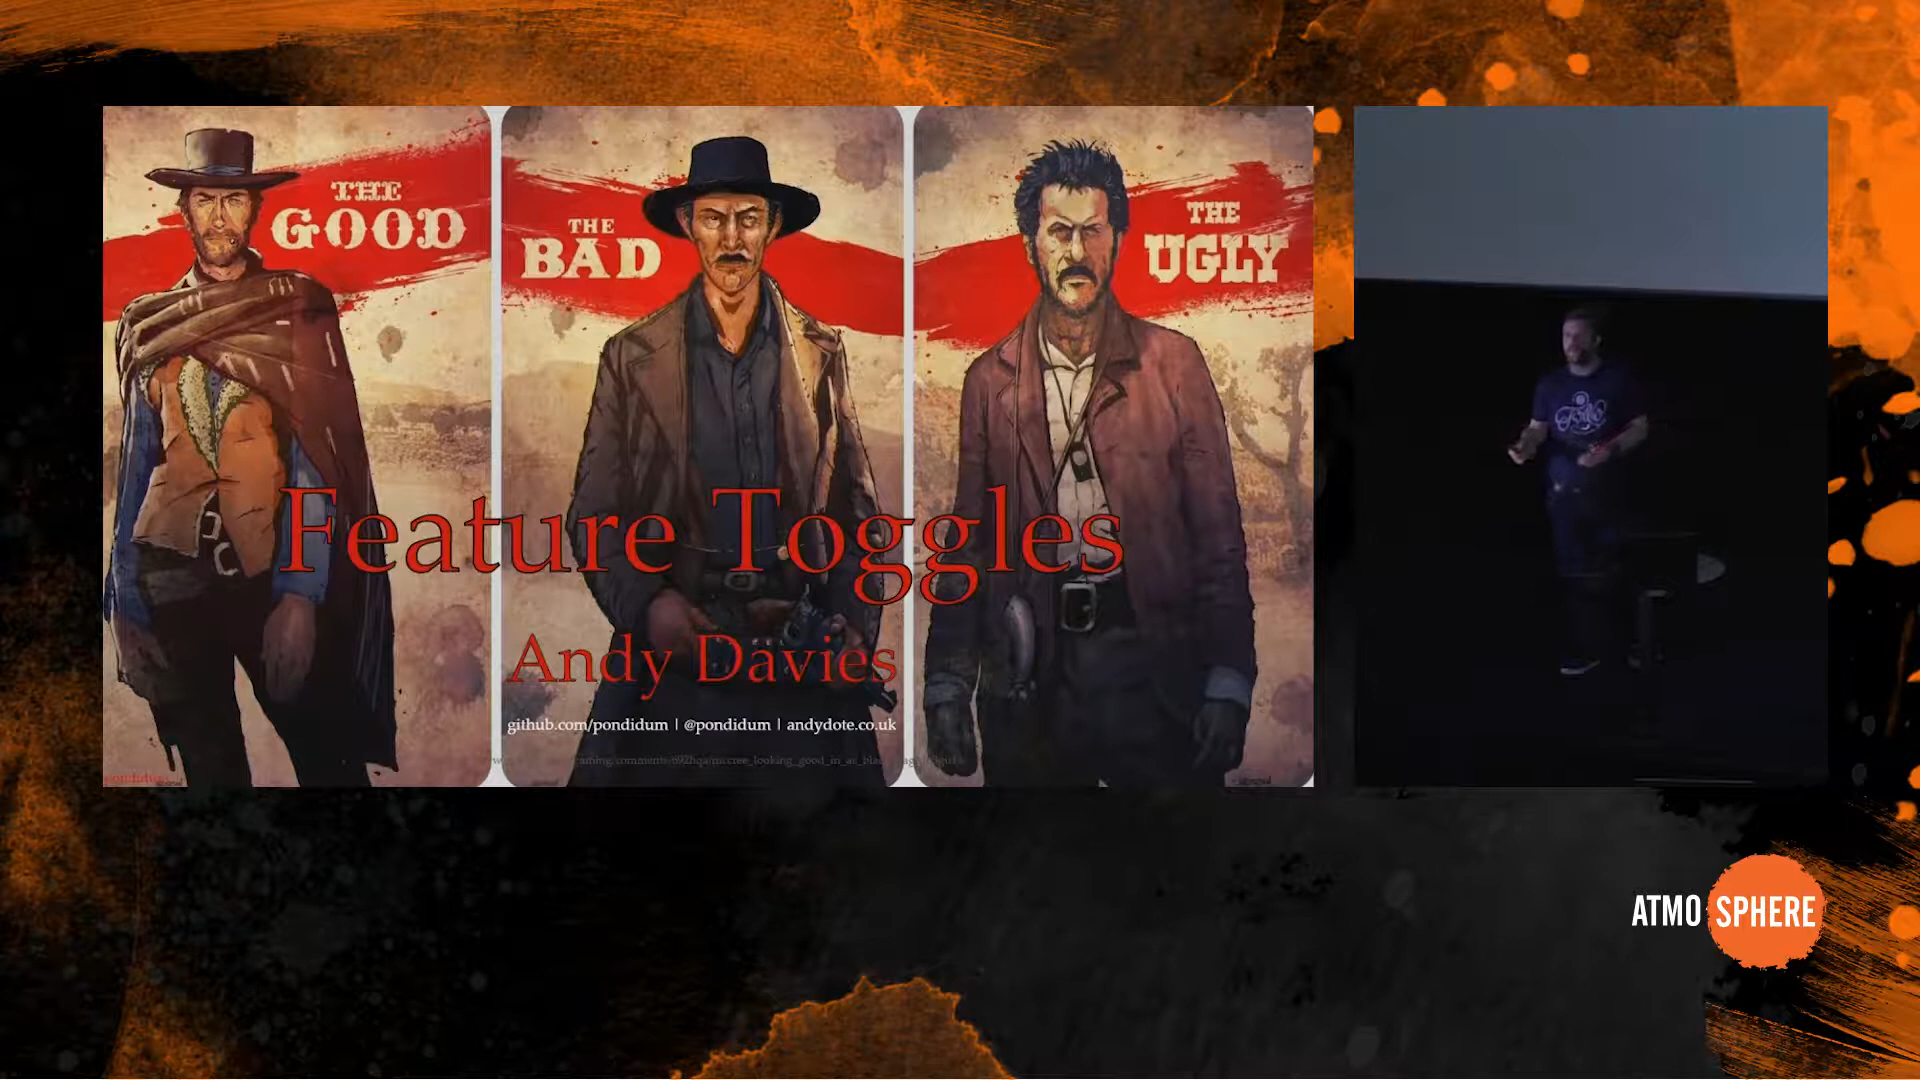 THE
GOOD
THE
BAD
THE
UGLY
Feature Toggles
Andy Davies
github.com/pondidum | @pondidum | andydote.co.uk
pondidum
ATMO SPHERE